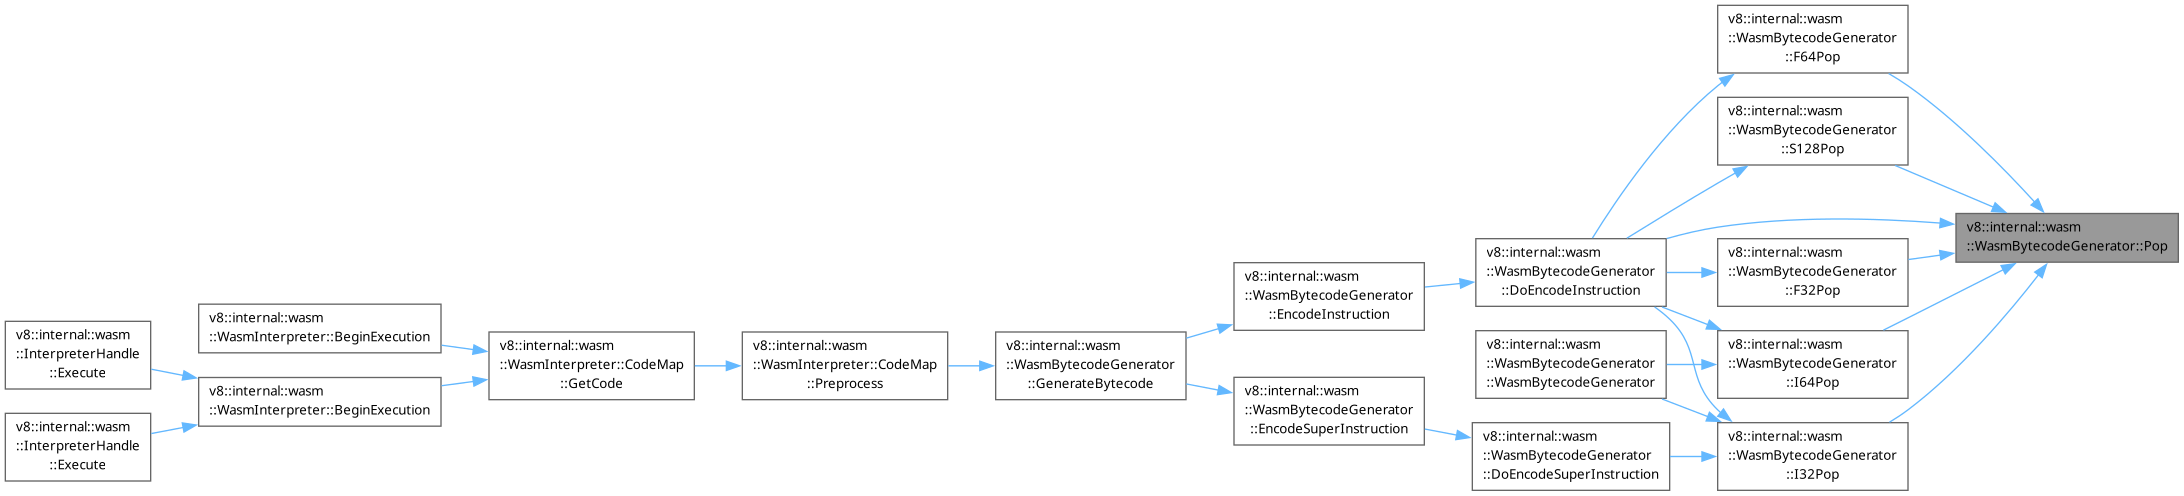 v8::internal::wasm
::InterpreterHandle
::Execute
v8::internal::wasm
::InterpreterHandle
::Execute
v8::internal::wasm
::WasmInterpreter::BeginExecution
v8::internal::wasm
::WasmInterpreter::BeginExecution
v8::internal::wasm
::WasmInterpreter::CodeMap
::GetCode
v8::internal::wasm
::WasmInterpreter::CodeMap
::Preprocess
v8::internal::wasm
::WasmBytecodeGenerator
::GenerateBytecode
v8::internal::wasm
::WasmBytecodeGenerator
::EncodeInstruction
v8::internal::wasm
::WasmBytecodeGenerator
::EncodeSuperInstruction
v8::internal::wasm
::WasmBytecodeGenerator
::DoEncodeInstruction
v8::internal::wasm
::WasmBytecodeGenerator
::WasmBytecodeGenerator
v8::internal::wasm
::WasmBytecodeGenerator
::DoEncodeSuperInstruction
v8::internal::wasm
::WasmBytecodeGenerator
::F64Pop
v8::internal::wasm
::WasmBytecodeGenerator
::S128Pop
v8::internal::wasm
::WasmBytecodeGenerator
::F32Pop
v8::internal::wasm
::WasmBytecodeGenerator
::I64Pop
v8::internal::wasm
::WasmBytecodeGenerator
::I32Pop
v8::internal::wasm
::WasmBytecodeGenerator::Pop